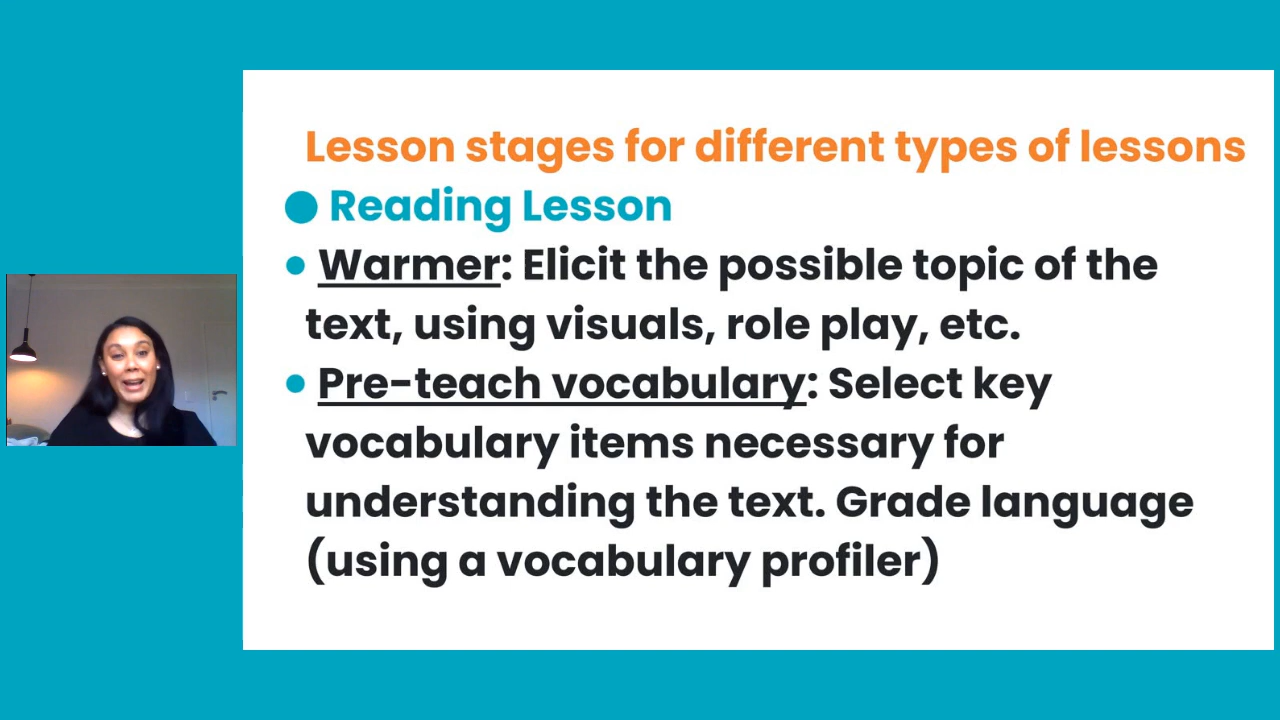 Lesson stages for different types of lessons
● Reading Lesson
• Warmer: Elicit the possible topic of the
text, using visuals, role play, etc.
• Pre-teach vocabulary: Select key
vocabulary items necessary for
understanding the text. Grade language
(using a vocabulary profiler)